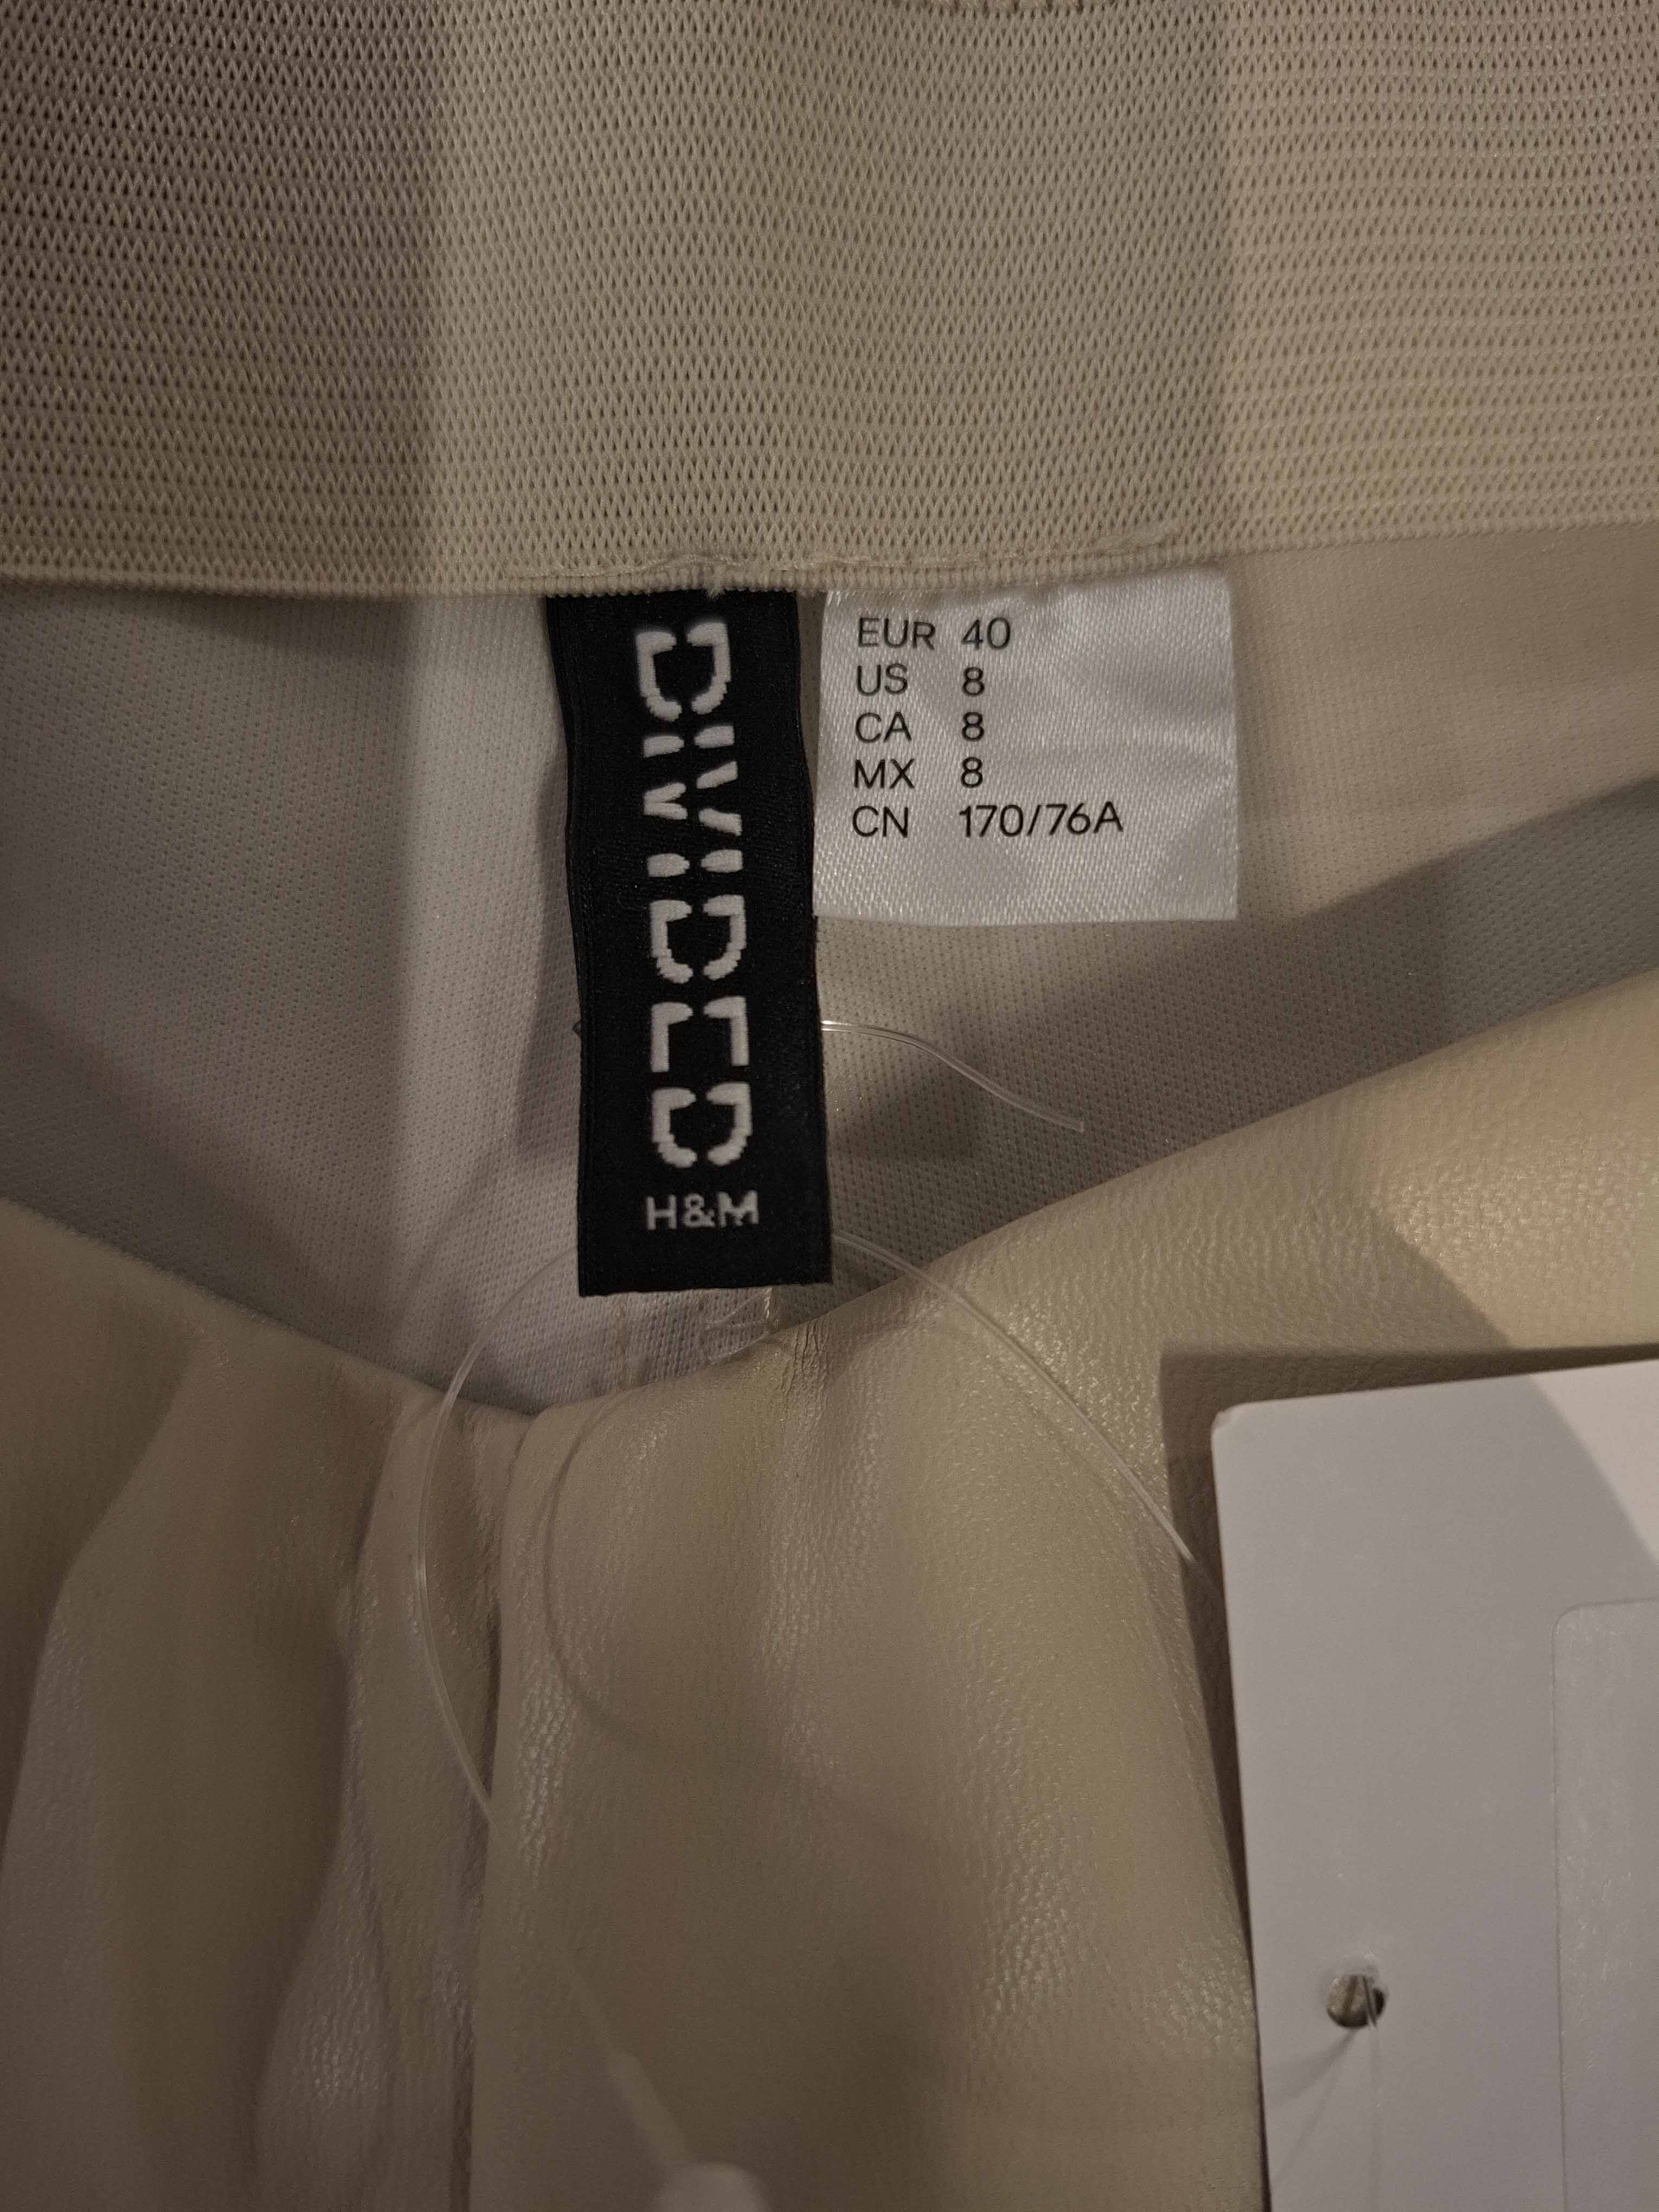 DIVIDED
H&M
EUR 40
US 8
CA 8
MX 8
CN 170/76A